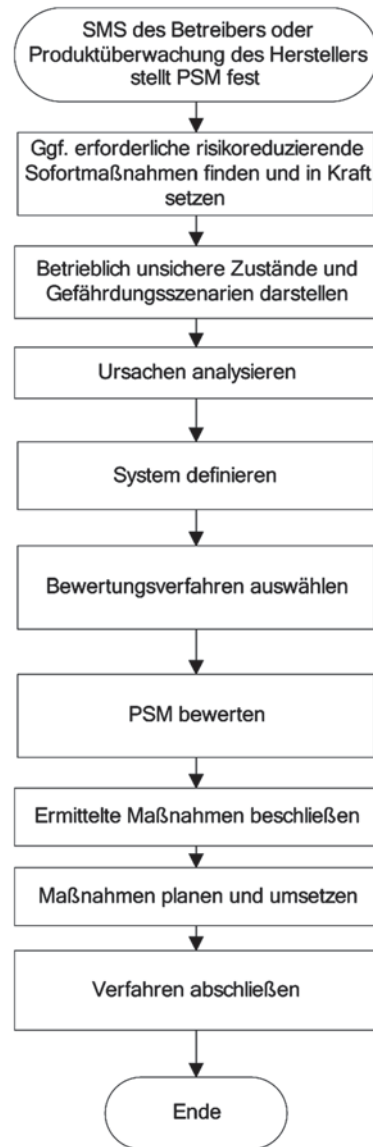 SMS des Betreibers oder
Produktüberwachung des Herstellers
stellt PSM fest
Ggf. erforderliche risikoreduzierende
Sofortmaßnahmen finden und in Kraft
setzen
Betrieblich unsichere Zustände und
Gefährdungsszenarien darstellen
Ursachen analysieren
System definieren
Bewertungsverfahren auswählen
PSM bewerten
Ermittelte Maßnahmen beschließen
Maßnahmen planen und umsetzen
Verfahren abschließen
Ende